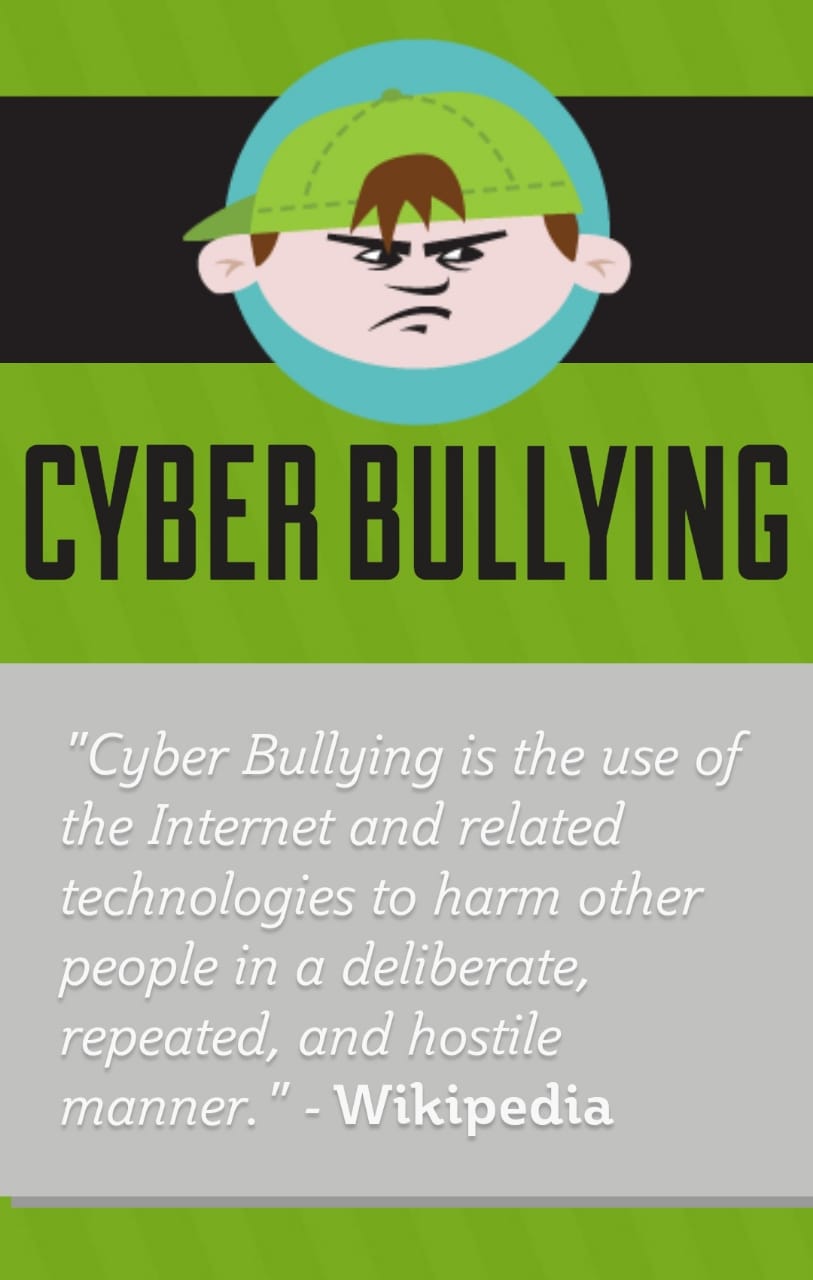 CYBER BULLYING
"Cyber Bullying is the use of
the Internet and related
technologies to harm other
people in a deliberate,
repeated, and hostile
manner." - Wikipedia